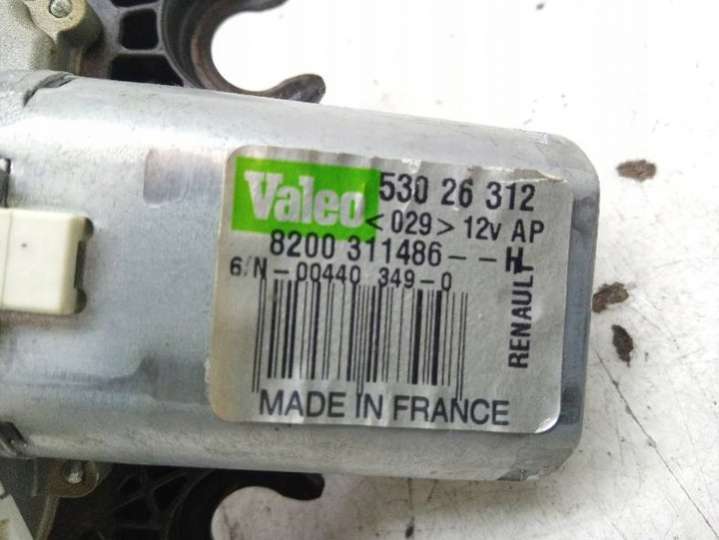 Valeo 530 26 312
<029> 12v AP
8200 311486--H
6/N-00440 349-0
RENAULT
MADE IN FRANCE